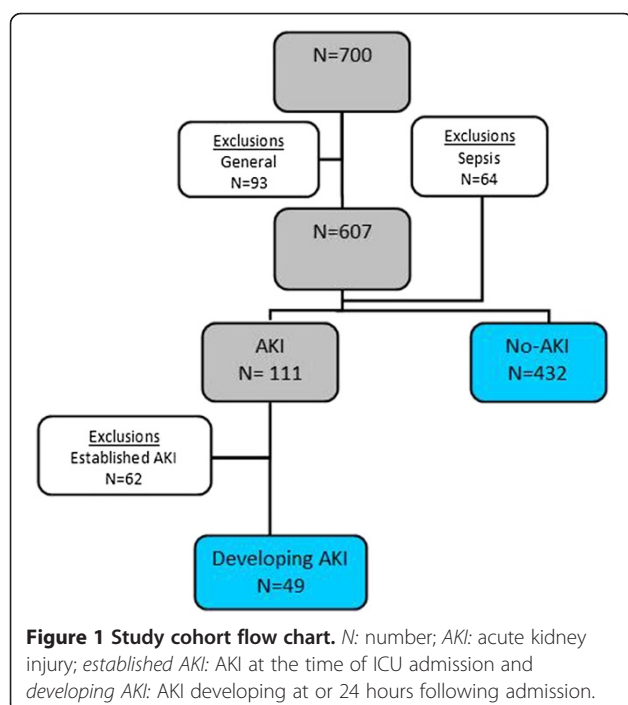 N=700
Exclusions
General
N=93
Exclusions
Sepsis
N=64
N=607
AKI
N= 111
No-AKI
N=432
Exclusions
Established AKI
N=62
Developing AKI
N=49
Figure 1 Study cohort flow chart. N: number; AKI: acute kidney
injury; established AKI: AKI at the time of ICU admission and
developing AKI: AKI developing at or 24 hours following admission.